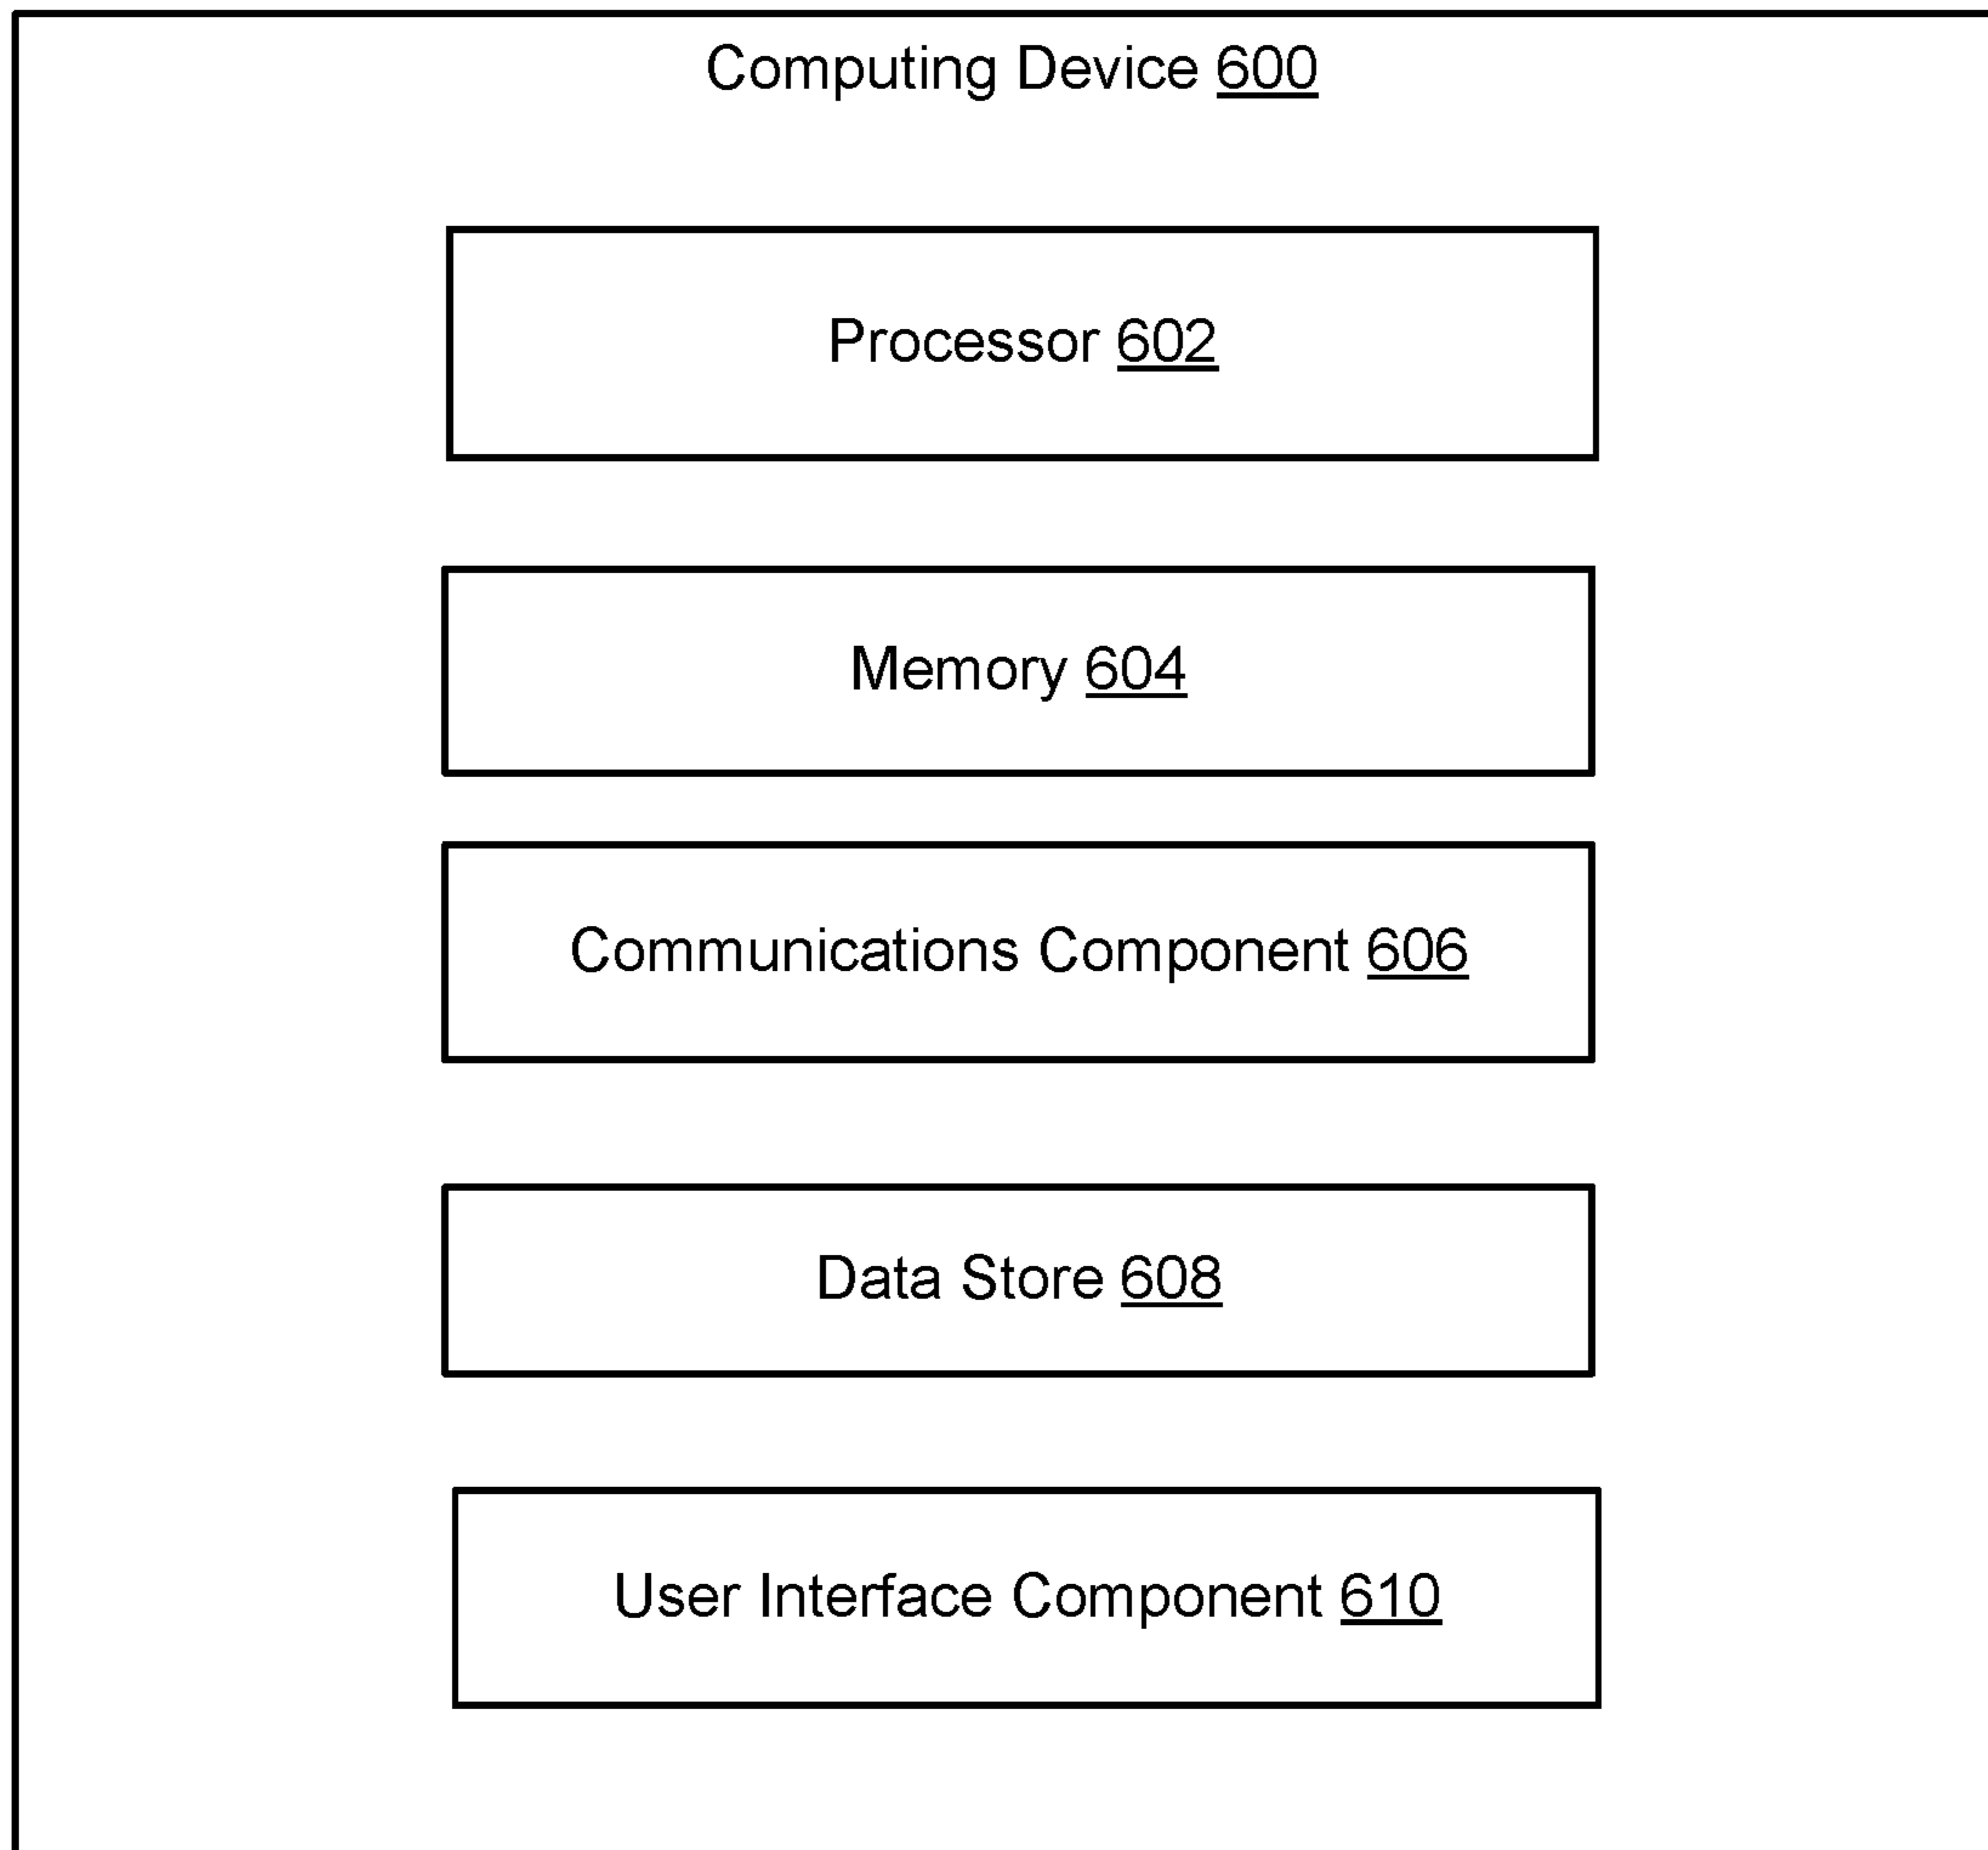 Computing Device 600
Processor 602
Memory 604
Communications Component 606
Data Store 608
User Interface Component 610